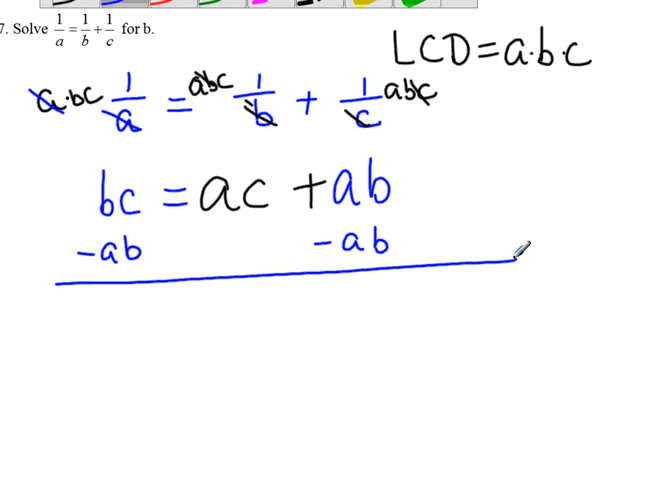 7. Solve 1/a = 1/b + 1/c for b.
LCD = a·b·c
a·bc 1/a = abc 1/b + 1/c abc
bc = ac + ab
-ab -ab